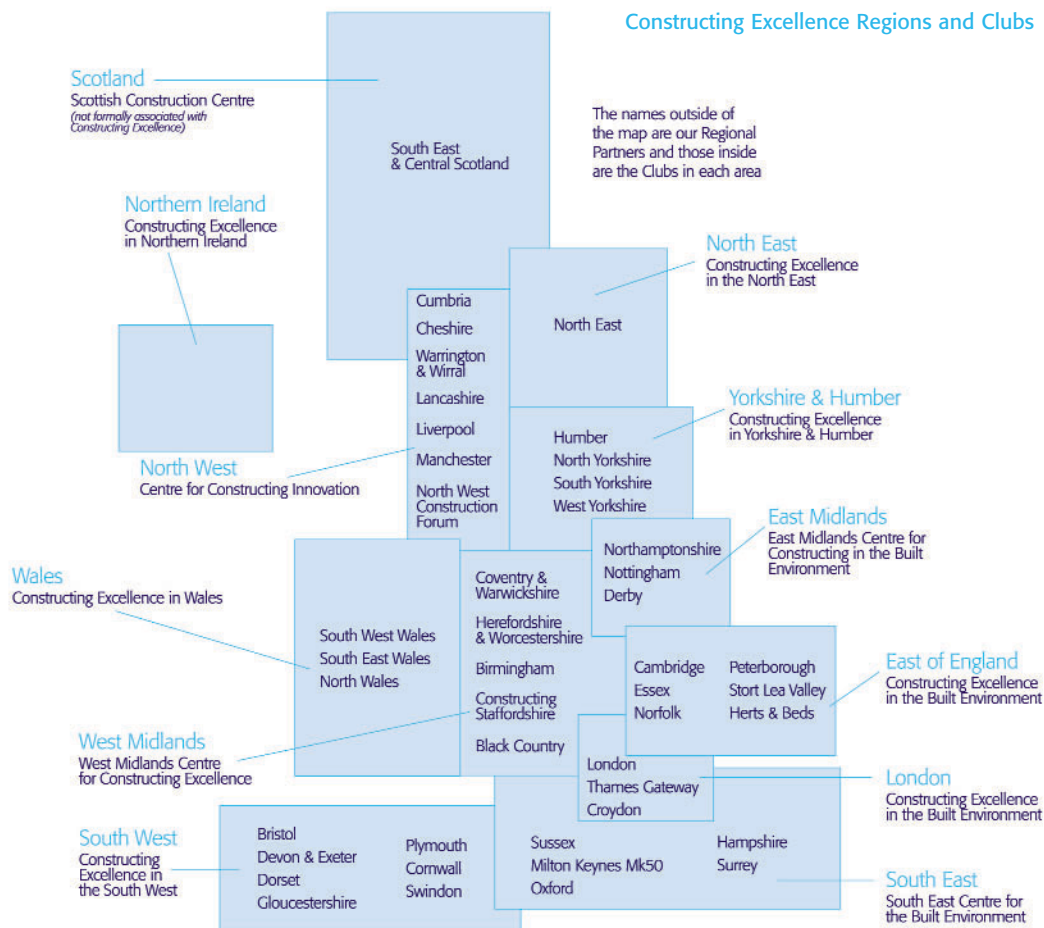 Constructing Excellence Regions and Clubs
Scotland
Scottish Construction Centre
(not formally associated with
Constructing Excellence)
South East
& Central Scotland
The names outside of
the map are our Regional
Partners and those inside
are the Clubs in each area
Northern Ireland
Constructing Excellence
in Northern Ireland
North East
Constructing Excellence
in the North East
North East
Cumbria
Cheshire
Warrington
& Wirral
Lancashire
Liverpool
Manchester
North West
Construction
Forum
North West
Centre for Constructing Innovation
Yorkshire & Humber
Constructing Excellence
in Yorkshire & Humber
Humber
North Yorkshire
South Yorkshire
West Yorkshire
East Midlands
East Midlands Centre for
Constructing in the Built
Environment
Northamptonshire
Nottingham
Derby
Wales
Constructing Excellence in Wales
South West Wales
South East Wales
North Wales
Coventry &
Warwickshire
Herefordshire
& Worcestershire
Birmingham
Constructing
Staffordshire
Black Country
West Midlands
West Midlands Centre
for Constructing Excellence
Cambridge
Essex
Norfolk
Peterborough
Stort Lea Valley
Herts & Beds
East of England
Constructing Excellence
in the Built Environment
London
Thames Gateway
Croydon
London
Constructing Excellence
in the Built Environment
South West
Constructing
Excellence in
the South West
Bristol
Devon & Exeter
Dorset
Gloucestershire
Plymouth
Cornwall
Swindon
Sussex
Milton Keynes Mk50
Oxford
Hampshire
Surrey
South East
South East Centre for
the Built Environment